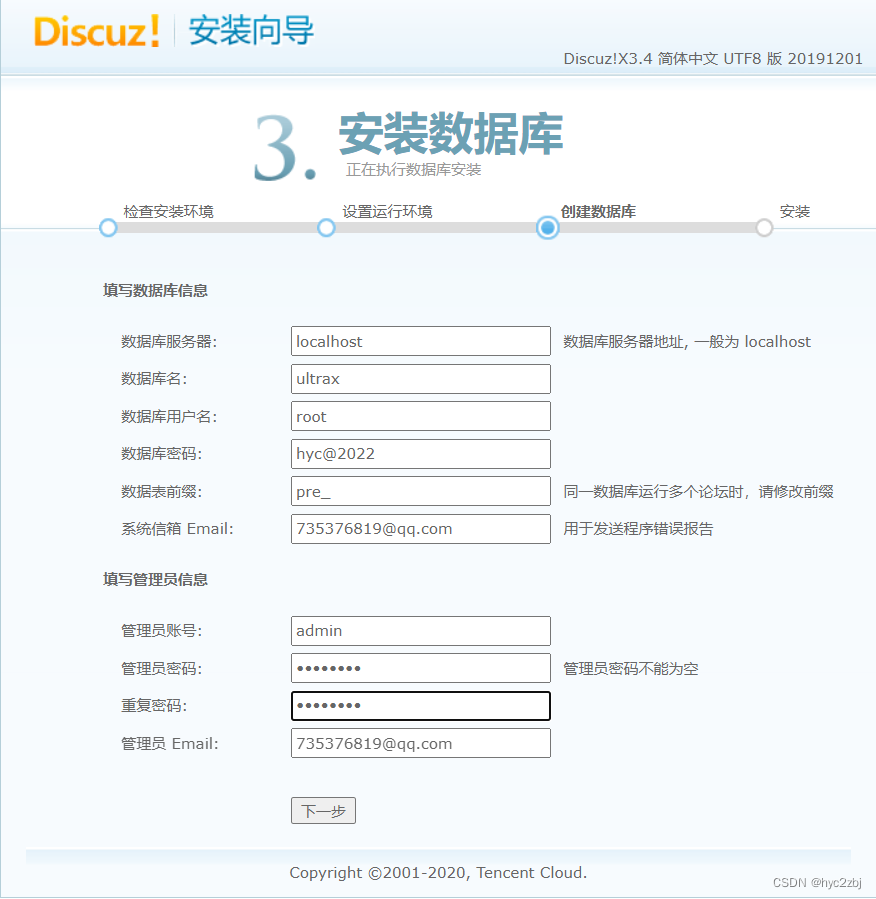 Discuz! 安装向导
Discuz!X3.4 简体中文 UTF8 版 20191201
3. 安装数据库
正在执行数据库安装
检查安装环境 设置运行环境 创建数据库 安装
填写数据库信息
数据库服务器: localhost 数据库服务器地址, 一般为 localhost
数据库名: ultrax
数据库用户名: root
数据库密码: hyc@2022
数据表前缀: pre_ 同一数据库运行多个论坛时，请修改前缀
系统信箱 Email: 735376819@qq.com 用于发送程序错误报告
填写管理员信息
管理员账号: admin
管理员密码: •••••••• 管理员密码不能为空
重复密码: ••••••••
管理员 Email: 735376819@qq.com
下一步
Copyright ©2001-2020, Tencent Cloud.
CSDN @hyc2zbj